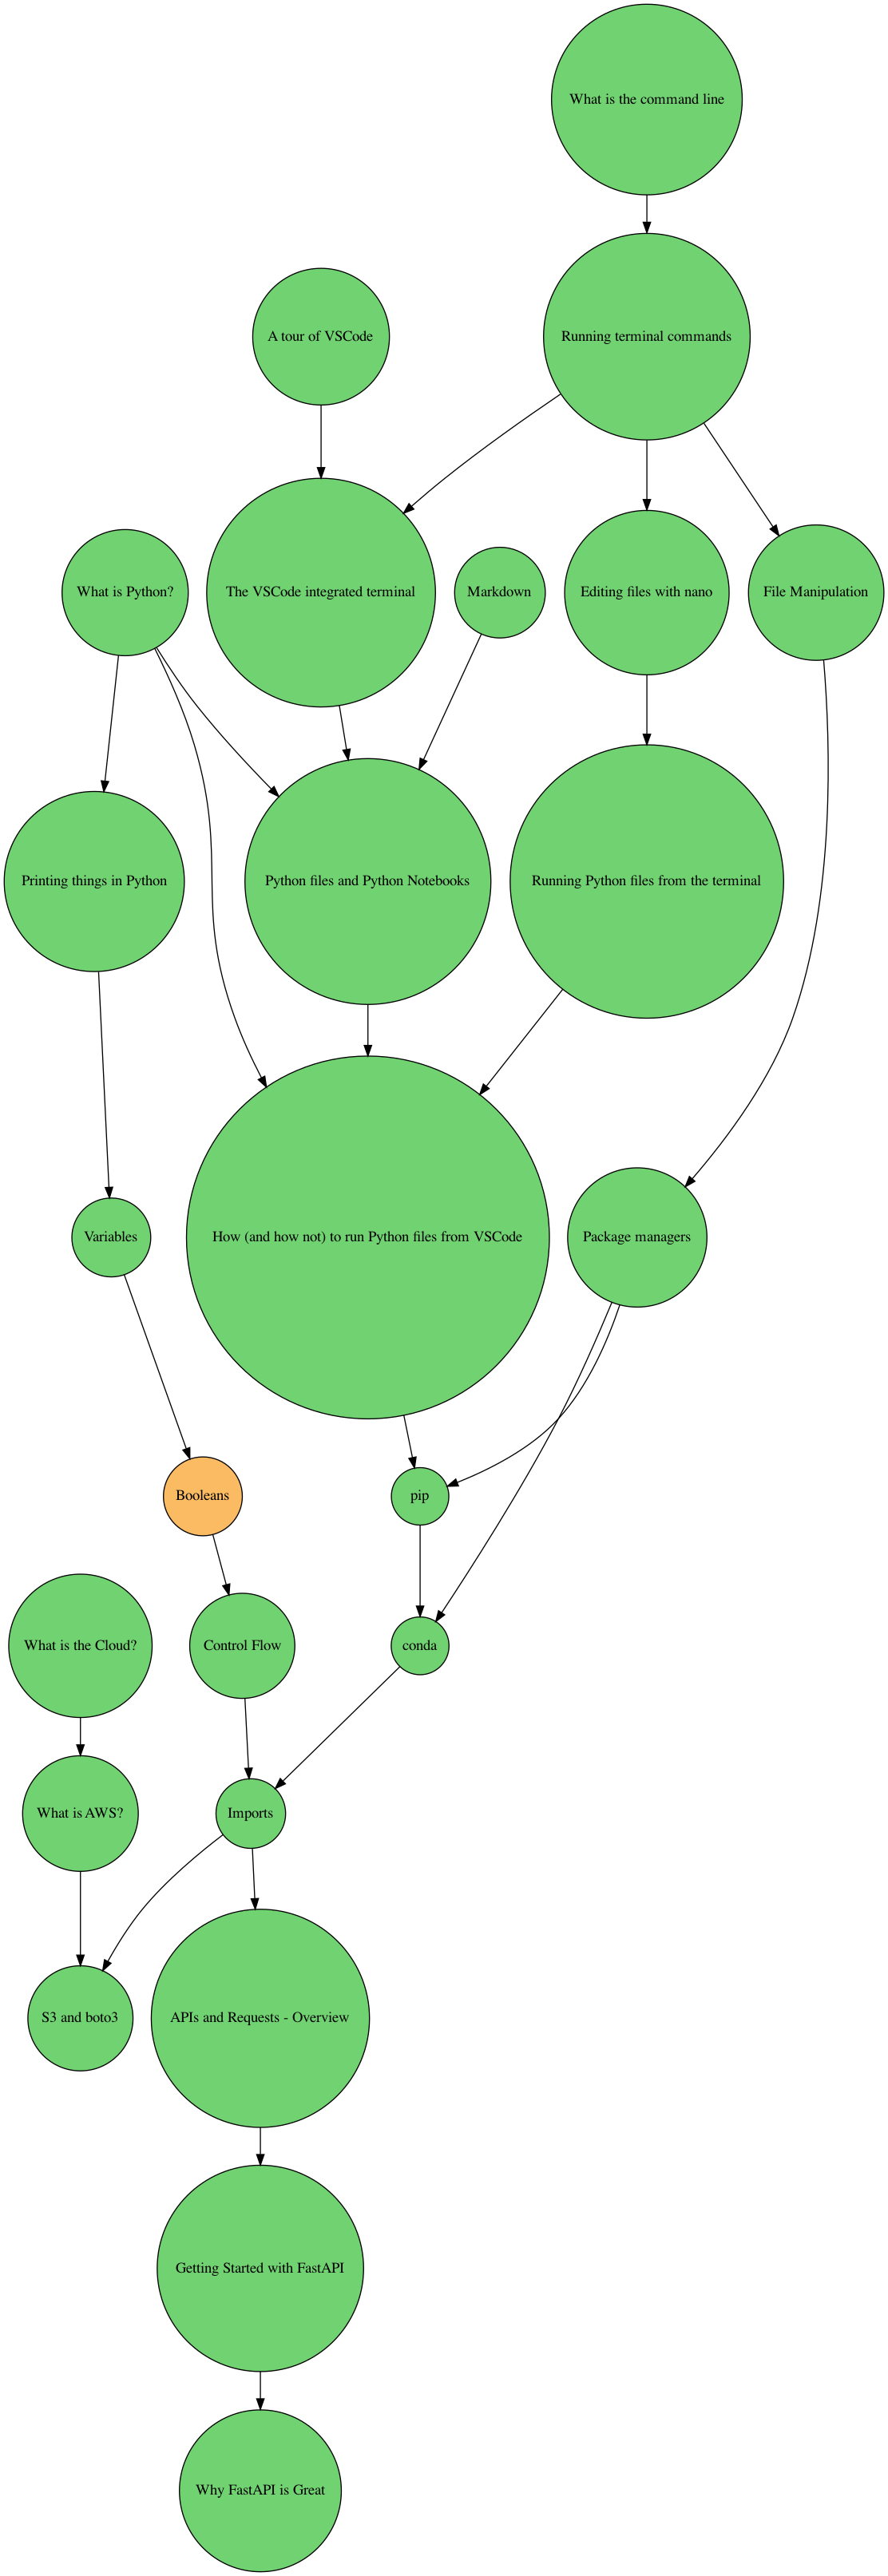 What is the command line
A tour of VSCode
Running terminal commands
What is Python?
The VSCode integrated terminal
Markdown
Editing files with nano
File Manipulation
Printing things in Python
Python files and Python Notebooks
Running Python files from the terminal
Variables
How (and how not) to run Python files from VSCode
Package managers
Booleans
pip
What is the Cloud?
Control Flow
conda
What is AWS?
Imports
S3 and boto3
APIs and Requests - Overview
Getting Started with FastAPI
Why FastAPI is Great